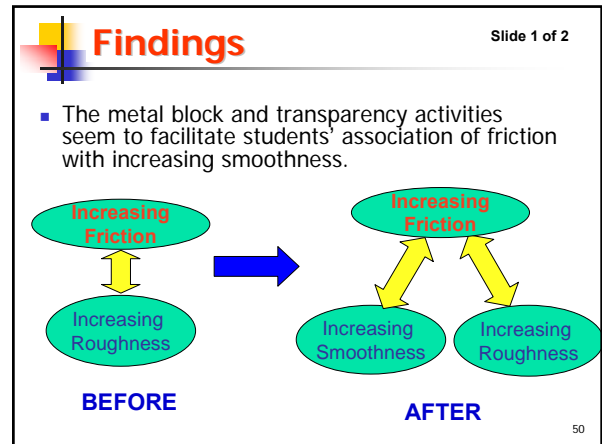 Findings
Slide 1 of 2
The metal block and transparency activities
seem to facilitate students’ association of friction
with increasing smoothness.
Increasing
Friction
Increasing
Roughness
BEFORE
Increasing
Friction
Increasing
Smoothness
Increasing
Roughness
AFTER
50